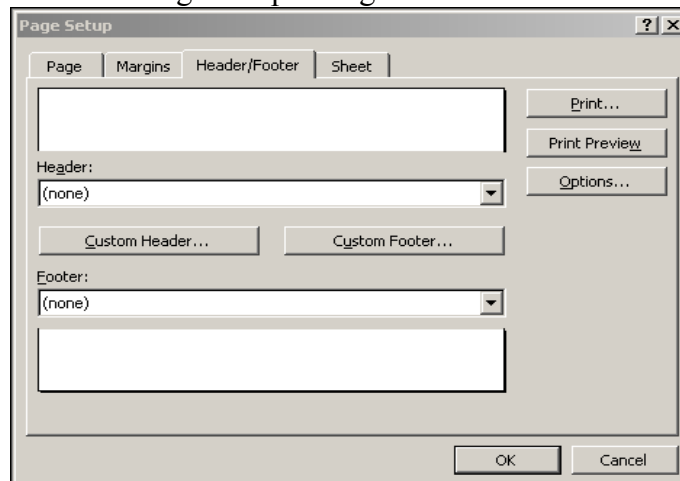 Page Setup
Page Margins Header/Footer Sheet
Print...
Print Preview
Header:
(none)
Options...
Custom Header... Custom Footer...
Footer:
(none)
OK Cancel